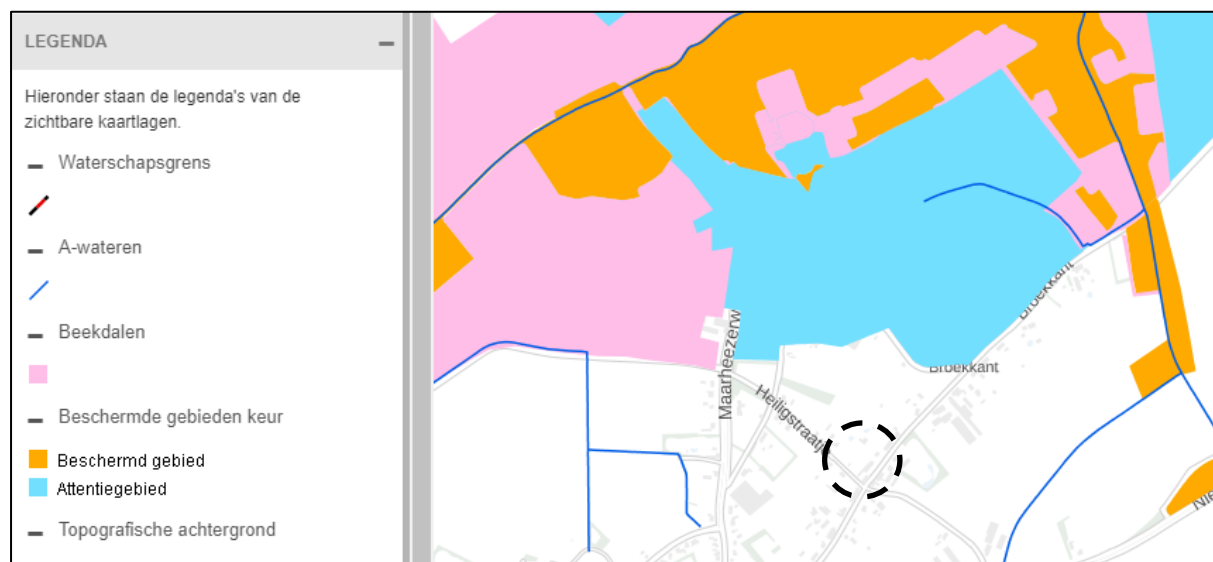 LEGENDA
Hieronder staan de legenda's van de
zichtbare kaartlagen.
Waterschapsgrens
A-wateren
Beekdalen
Beschermde gebieden keur
Beschermd gebied
Attentiegebied
Topografische achtergrond
Maarheezerw
Heiligstraatje
Broekkant
Broekkant